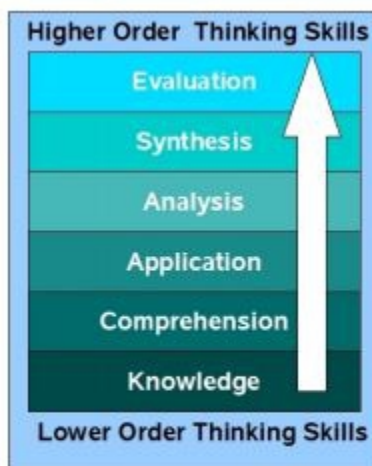 Higher Order Thinking Skills
Evaluation
Synthesis
Analysis
Application
Comprehension
Knowledge
Lower Order Thinking Skills